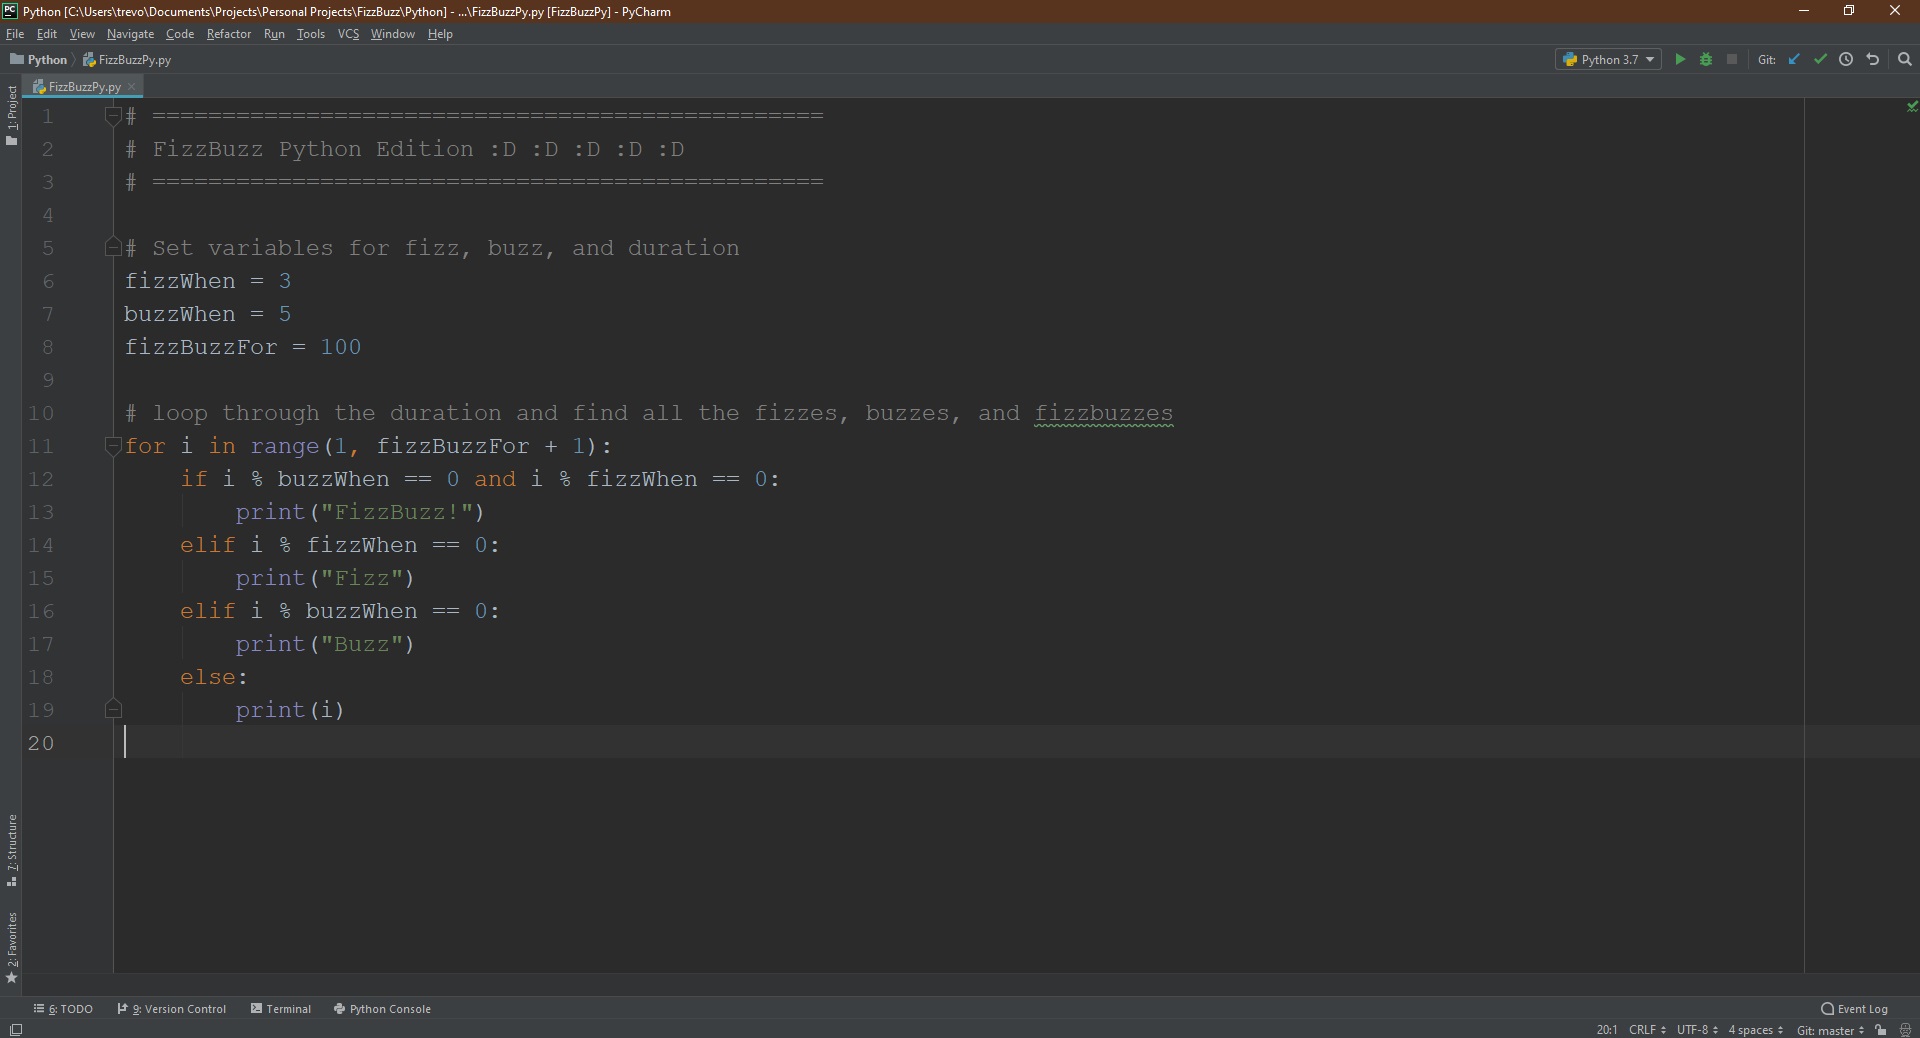 PC Python [C:\Users\trevo\Documents\Projects\Personal Projects\FizzBuzz\Python] - ...\FizzBuzzPy.py [FizzBuzzPy] - PyCharm
File Edit View Navigate Code Refactor Run Tools VCS Window Help
Python FizzBuzzPy.py Python 3.7 Git:
FizzBuzzPy.py
1: Project
1 # ================================================
2 # FizzBuzz Python Edition :D :D :D :D :D
3 # ================================================
4
5 # Set variables for fizz, buzz, and duration
6 fizzWhen = 3
7 buzzWhen = 5
8 fizzBuzzFor = 100
9
10 # loop through the duration and find all the fizzes, buzzes, and fizzbuzzes
11 for i in range(1, fizzBuzzFor + 1):
12     if i % buzzWhen == 0 and i % fizzWhen == 0:
13         print("FizzBuzz!")
14     elif i % fizzWhen == 0:
15         print("Fizz")
16     elif i % buzzWhen == 0:
17         print("Buzz")
18     else:
19         print(i)
20
7: Structure
2: Favorites
6: TODO 9: Version Control Terminal Python Console Event Log
20:1 CRLF UTF-8 4 spaces Git: master